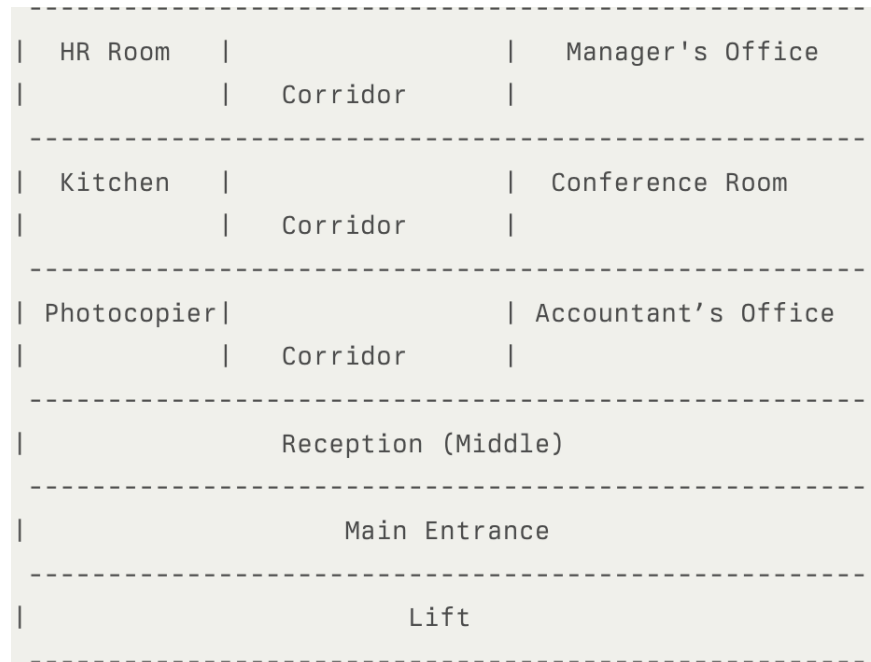 ------------------------------------------------------
|  HR Room   |                  |   Manager's Office
|            |   Corridor       |
------------------------------------------------------
|  Kitchen   |                  |  Conference Room
|            |   Corridor       |
------------------------------------------------------
| Photocopier|                  | Accountant’s Office
|            |   Corridor       |
------------------------------------------------------
|                Reception (Middle)
------------------------------------------------------
|                    Main Entrance
------------------------------------------------------
|                        Lift
------------------------------------------------------